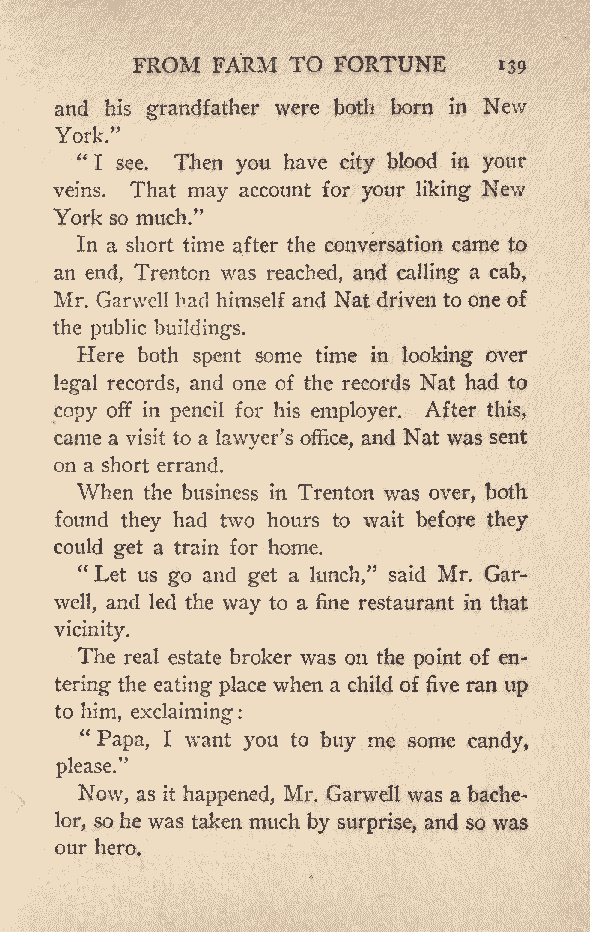 FROM FARM TO FORTUNE 139
and his grandfather were both born in New
York."
" I see. Then you have city blood in your
veins. That may account for your liking New
York so much."
In a short time after the conversation came to
an end, Trenton was reached, and calling a cab,
Mr. Garwell had himself and Nat driven to one of
the public buildings.
Here both spent some time in looking over
legal records, and one of the records Nat had to
copy off in pencil for his employer. After this,
came a visit to a lawyer's office, and Nat was sent
on a short errand.
When the business in Trenton was over, both
found they had two hours to wait before they
could get a train for home.
" Let us go and get a lunch," said Mr. Gar-
well, and led the way to a fine restaurant in that
vicinity.
The real estate broker was on the point of en-
tering the eating place when a child of five ran up
to him, exclaiming:
" Papa, I want you to buy me some candy,
please."
Now, as it happened, Mr. Garwell was a bache-
lor, so he was taken much by surprise, and so was
our hero.